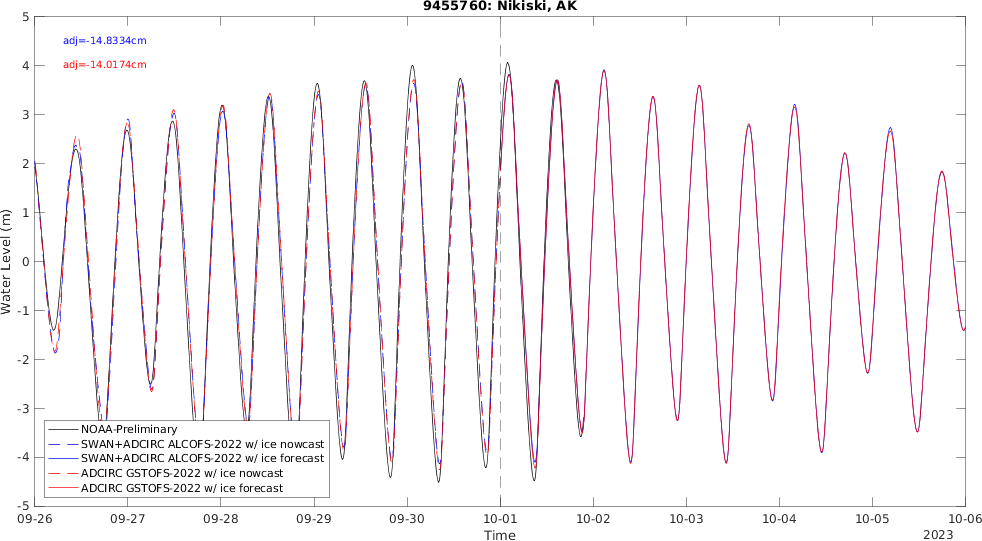 9455760: Nikiski, AK
adj=-14.8334cm
adj=-14.0174cm
Water Level (m)
5
4
3
2
1
0
-1
-2
-3
-4
-5
NOAA-Preliminary
SWAN+ADCIRC ALCOFS-2022 w/ ice nowcast
SWAN+ADCIRC ALCOFS-2022 w/ ice forecast
ADCIRC GSTOFS-2022 w/ ice nowcast
ADCIRC GSTOFS-2022 w/ ice forecast
09-26 09-27 09-28 09-29 09-30 10-01 10-02 10-03 10-04 10-05 10-06
Time
2023